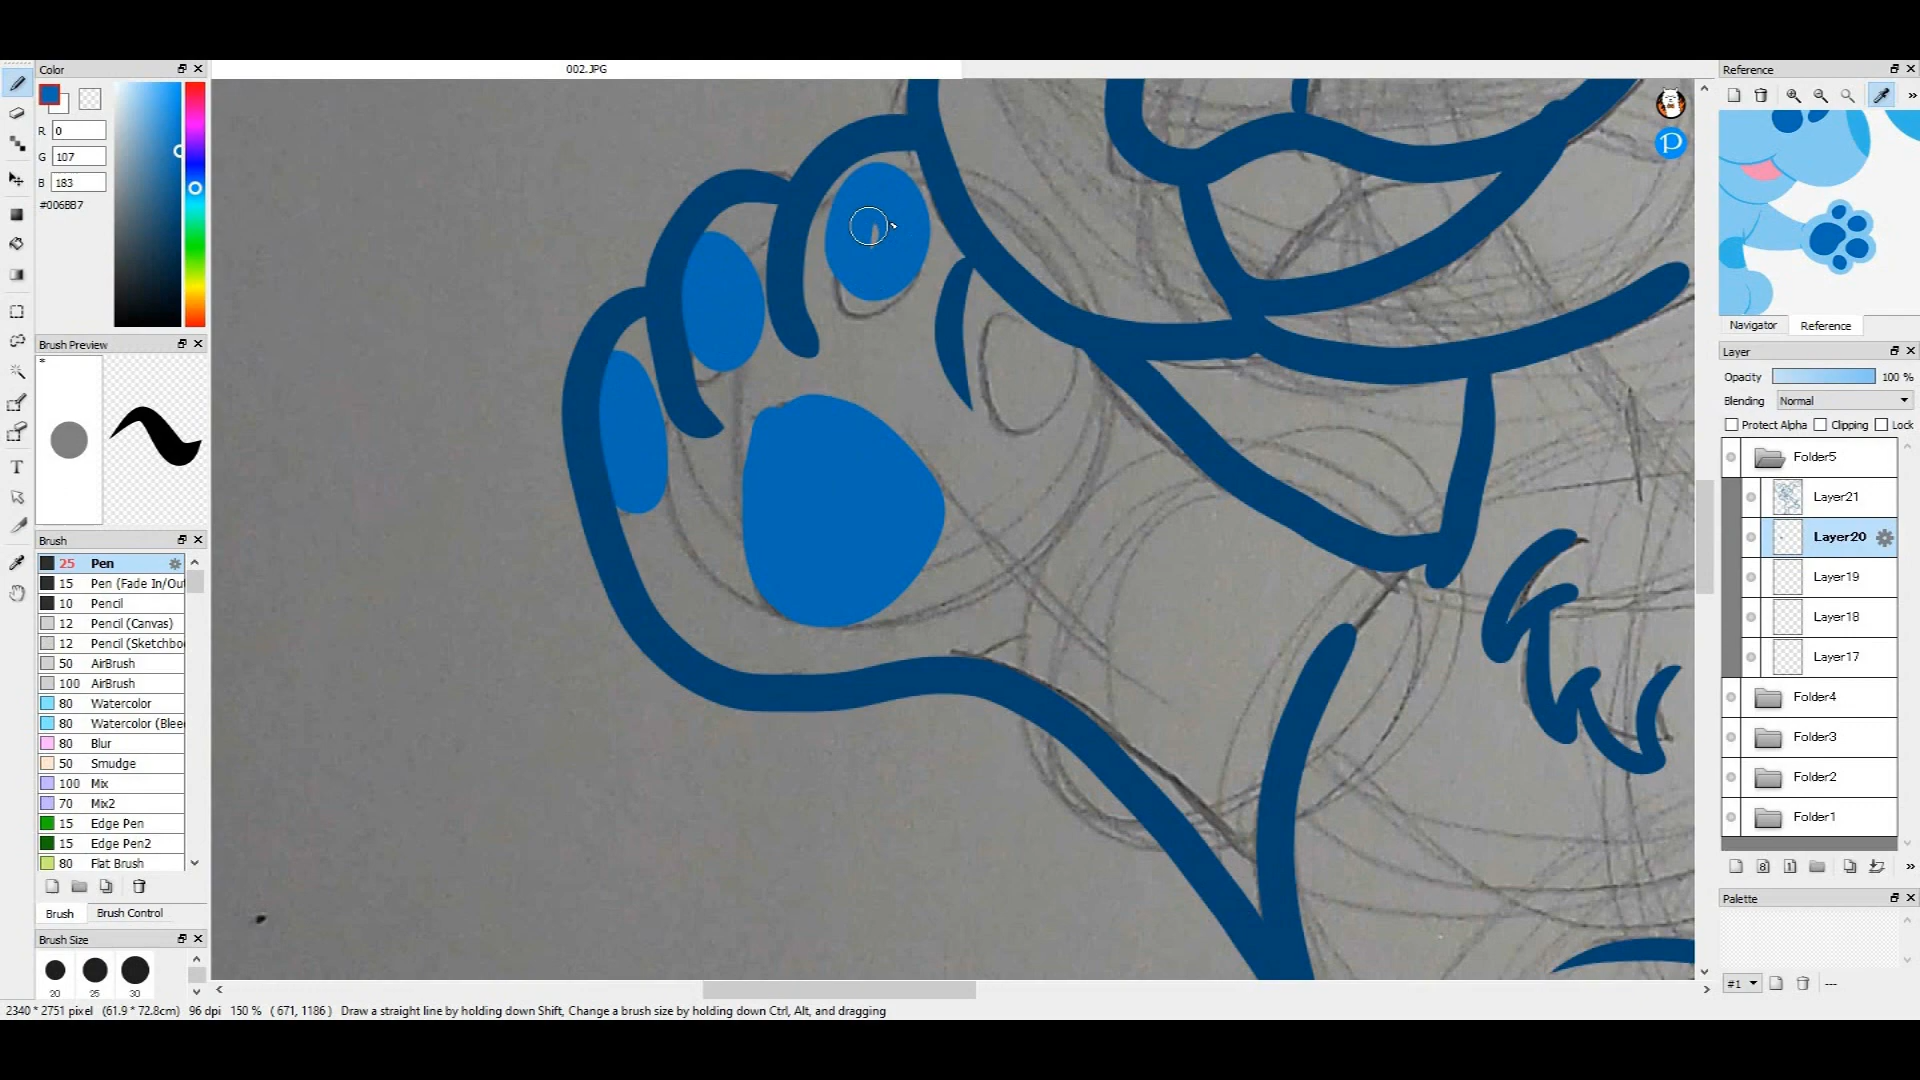 Color
002.JPG
Reference
R 0
G 107
B 183
#006BB7
Brush Preview
*
Navigator
Reference
Layer
Opacity 100 %
Blending Normal
Protect Alpha Clipping Lock
Folder5
Layer21
Layer20
Layer19
Layer18
Layer17
Folder4
Folder3
Folder2
Folder1
Brush
25 Pen
15 Pen (Fade In/Out
10 Pencil
12 Pencil (Canvas)
12 Pencil (Sketchboo
50 AirBrush
100 AirBrush
80 Watercolor
80 Watercolor (Bleed
80 Blur
50 Smudge
100 Mix
70 Mix2
15 Edge Pen
15 Edge Pen2
80 Flat Brush
Brush
Brush Control
Brush Size
20 25 30
Palette
#1
---
2340 * 2751 pixel (61.9 * 72.8cm) 96 dpi 150 % ( 671, 1186 ) Draw a straight line by holding down Shift, Change a brush size by holding down Ctrl, Alt, and dragging